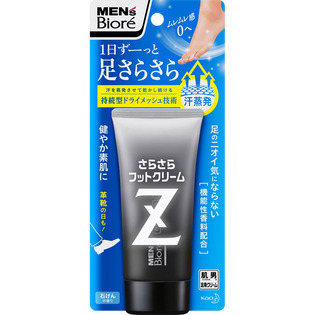 MEN's
Bioré
ムレムレ感
0へ
1日ずーっと
足さらさら
汗を蒸発させて乾かし続ける
持続型ドライメッシュ技術
汗蒸発
足のニオイ気にならない
[機能性香料配合]
健やか素肌に
革靴の日も!
さらさら
フットクリーム
Z
MEN's
Bioré
石けん
の香り
肌男
足用クリーム
KAO